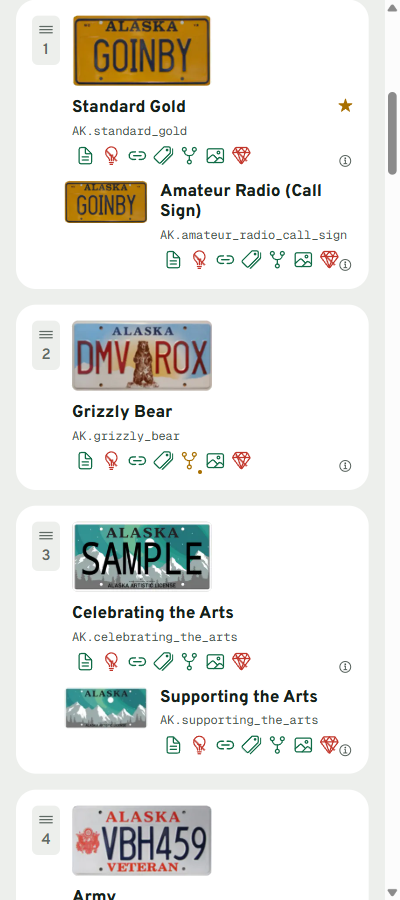 1
ALASKA
GOINBY
Standard Gold
AK.standard_gold
ALASKA
GOINBY
Amateur Radio (Call
Sign)
AK.amateur_radio_call_sign
2
ALASKA
DMV ROX
Grizzly Bear
AK.grizzly_bear
3
ALASKA
SAMPLE
ALASKA ARTISTIC LICENSE
Celebrating the Arts
AK.celebrating_the_arts
ALASKA
Supporting the Arts
AK.supporting_the_arts
4
ALASKA
VBH459
VETERAN
Army